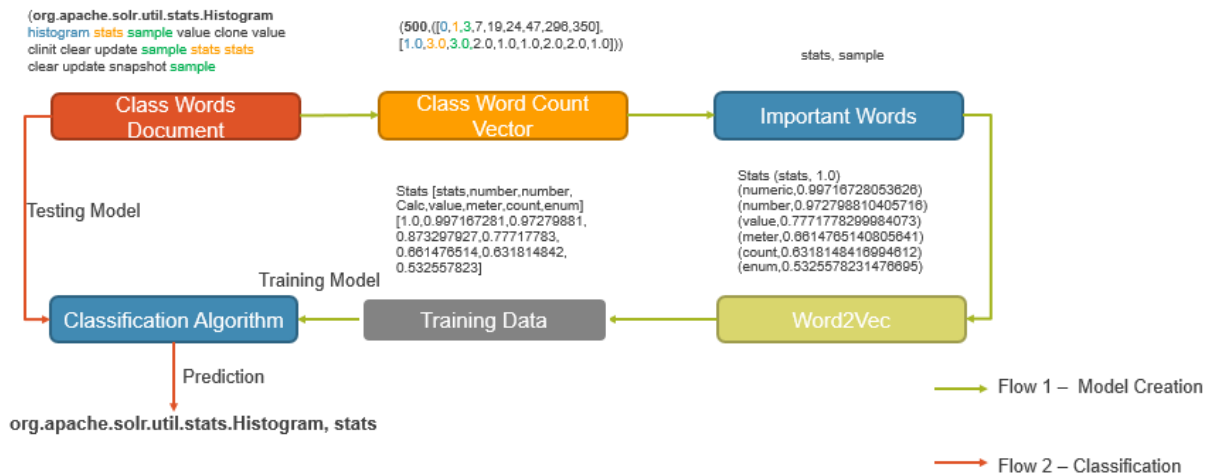 (org.apache.solr.util.stats.Histogram
histogram stats sample value clone value
clinit clear update sample stats stats
clear update snapshot sample
(500,([0,1,3,7,19,24,47,296,350],
[1.0,3.0,3.0,2.0,1.0,1.0,2.0,2.0,1.0]))
stats, sample
Class Words
Document
Class Word Count
Vector
Important Words
Testing Model
Stats [stats,number,number,
Calc,value,meter,count,enum]
[1.0,0.997167281,0.97279881,
0.873297927,0.77717783,
0.661476514,0.631814842,
0.532557823]
Stats (stats, 1.0)
(numeric,0.99716728053626)
(number,0.972798810405716)
(value,0.7771778299984073)
(meter,0.6614765140805641)
(count,0.6318148416994612)
(enum,0.5325578231476695)
Training Model
Classification Algorithm
Training Data
Word2Vec
Prediction
org.apache.solr.util.stats.Histogram, stats
Flow 1 – Model Creation
Flow 2 – Classification